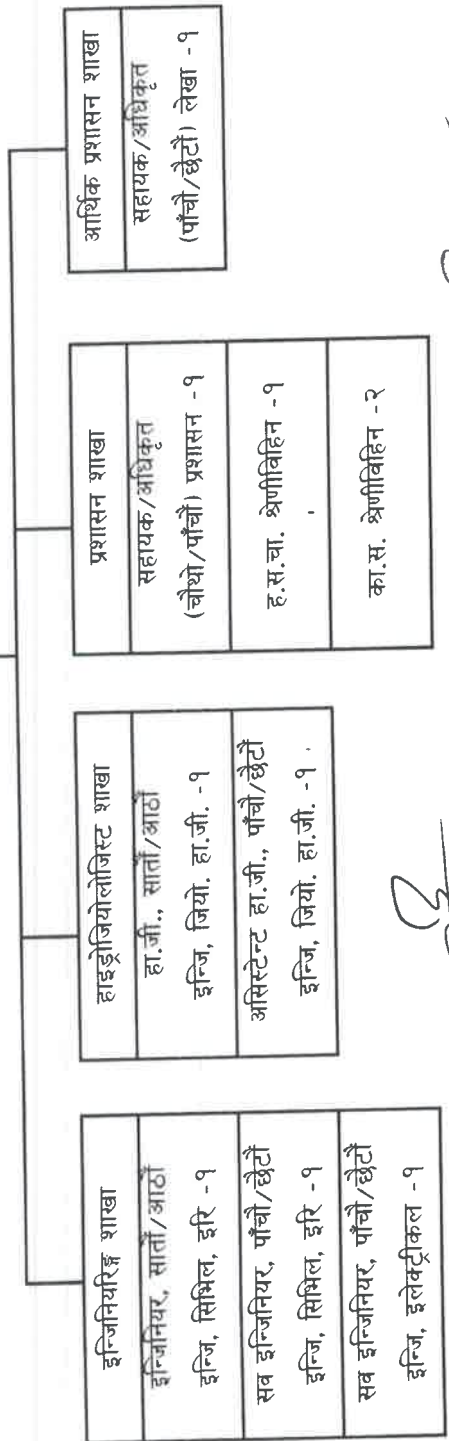 इन्जिनियरिङ्ग शाखा
इन्जिनियर, सातौं/आठौं
इन्जि, सिभिल, इरि -१
सव इन्जिनियर, पाँचौ/छैटौं
इन्जि, सिभिल, इरि -१
सव इन्जिनियर, पाँचौ/छैटौं
इन्जि, इलेक्ट्रीकल -१
हाइड्रोजियोलोजिस्ट शाखा
हा.जी., सातौं/आठौं
इन्जि, जियो. हा.जी. -१
असिस्टेन्ट हा.जी., पाँचौ/छैटौं
इन्जि, जियो. हा.जी. -१
प्रशासन शाखा
सहायक/अधिकृत
(चौथो/पाँचौ) प्रशासन -१
ह.स.चा. श्रेणीविहिन -१
का.स. श्रेणीविहिन -२
आर्थिक प्रशासन शाखा
सहायक/अधिकृत
(पाँचौ/छैटौं) लेखा -१